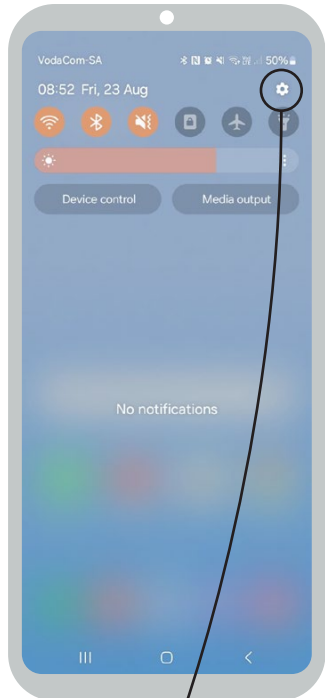 VodaCom-SA 50%
08:52 Fri, 23 Aug
Device control Media output
No notifications